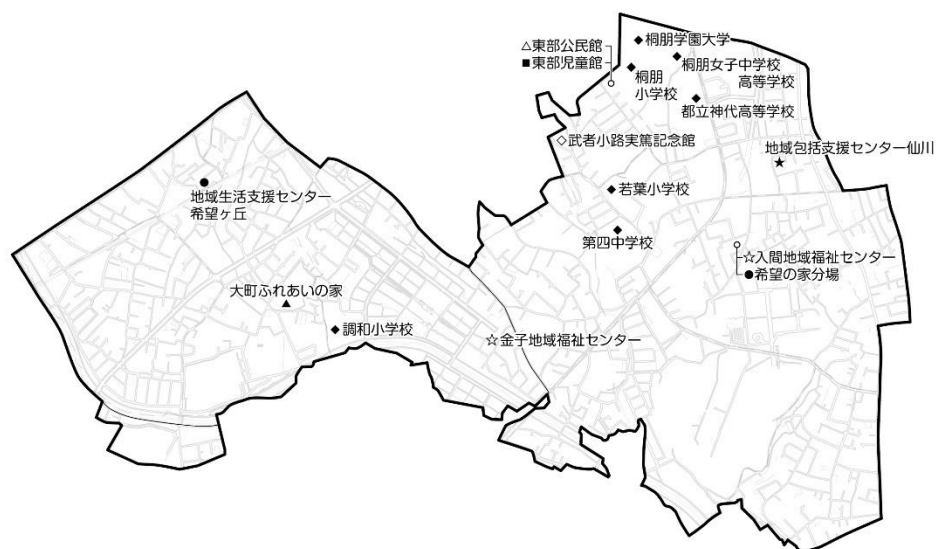 △東部公民館
■東部児童館
◆桐朋学園大学
◆桐朋女子中学校
高等学校
◆桐朋
小学校
◆都立神代高等学校
◇武者小路実篤記念館
地域包括支援センター仙川
★
●
地域生活支援センター
希望ヶ丘
◆若葉小学校
◆
第四中学校
☆入間地域福祉センター
●希望の家分場
大町ふれあいの家
▲
◆調和小学校
☆金子地域福祉センター